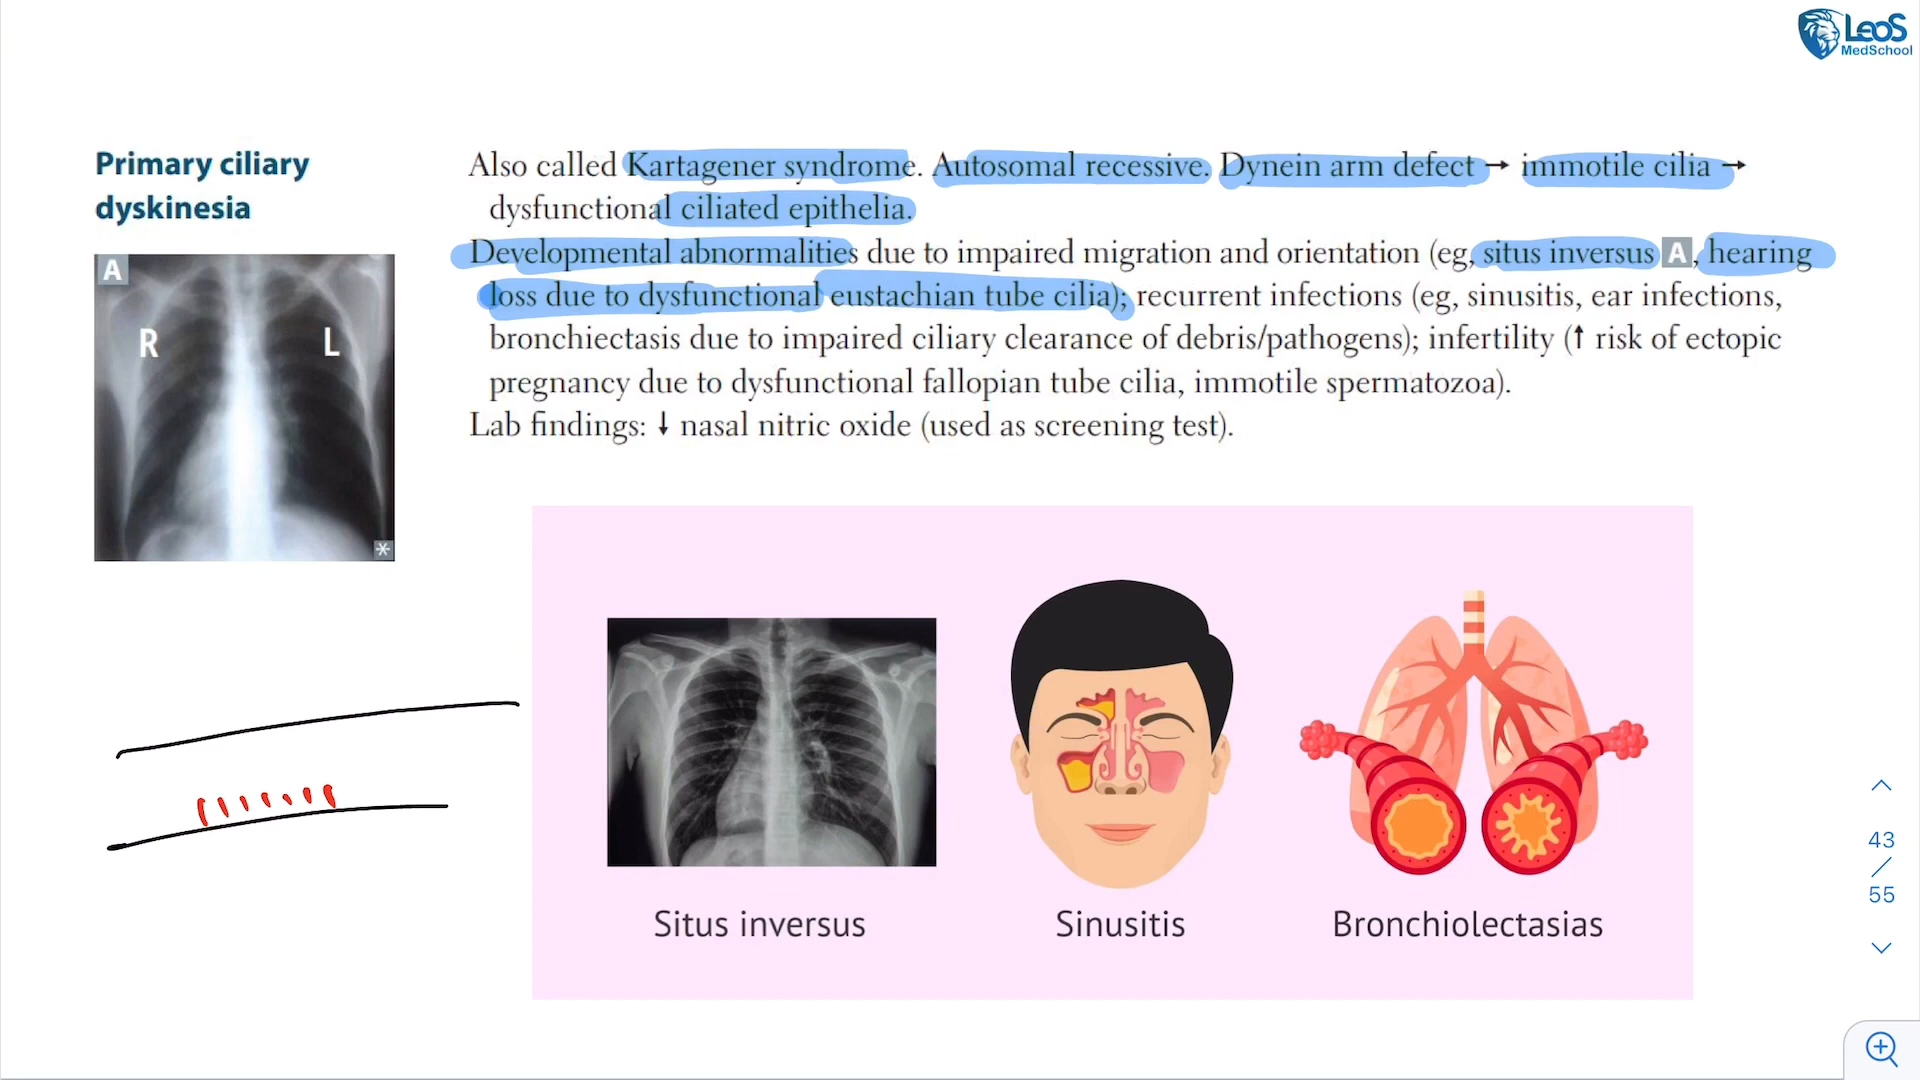 LeoS
MedSchool
Primary ciliary
dyskinesia
Also called Kartagener syndrome. Autosomal recessive. Dynein arm defect → immotile cilia →
dysfunctional ciliated epithelia.
Developmental abnormalities due to impaired migration and orientation (eg, situs inversus A, hearing
loss due to dysfunctional eustachian tube cilia); recurrent infections (eg, sinusitis, ear infections,
bronchiectasis due to impaired ciliary clearance of debris/pathogens); infertility (↑ risk of ectopic
pregnancy due to dysfunctional fallopian tube cilia, immotile spermatozoa).
Lab findings: ↓ nasal nitric oxide (used as screening test).
A
R L
Situs inversus
Sinusitis
Bronchiolectasias
43
/
55